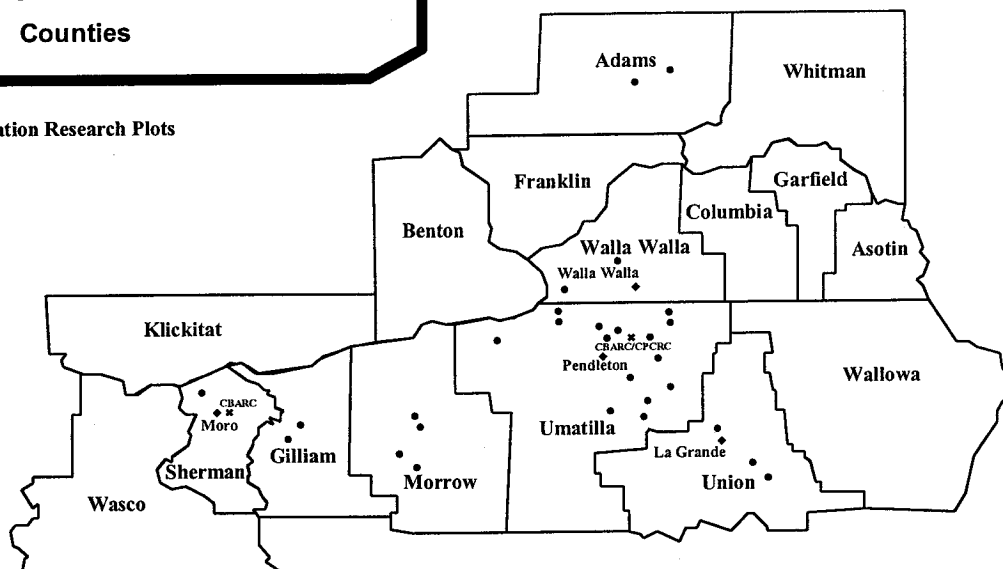 Counties
Adams
Whitman
ation Research Plots
Franklin
Garfield
Columbia
Benton
Walla Walla
Asotin
Walla Walla
Klickitat
CBARC/CPCRC
Pendleton
Wallowa
CBARC
Moro
Umatilla
La Grande
Gilliam
Sherman
Morrow
Union
Wasco